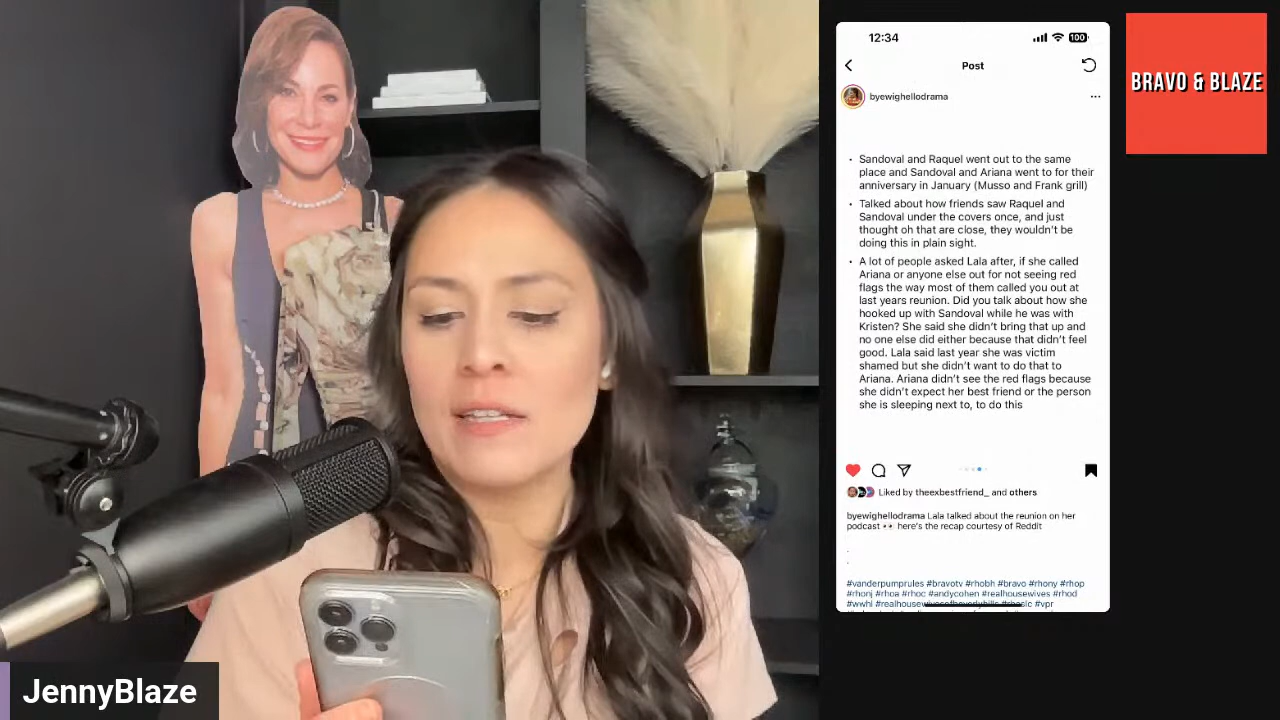 12:34
100
BRAVO & BLAZE
Post
byewighellodrama
• Sandoval and Raquel went out to the same
place and Sandoval and Ariana went to for their
anniversary in January (Musso and Frank grill)
• Talked about how friends saw Raquel and
Sandoval under the covers once, and just
thought oh that are close, they wouldn't be
doing this in plain sight.
• A lot of people asked Lala after, if she called
Ariana or anyone else out for not seeing red
flags the way most of them called you out at
last years reunion. Did you talk about how she
hooked up with Sandoval while he was with
Kristen? She said she didn't bring that up and
no one else did either because that didn't feel
good. Lala said last year she was victim
shamed but she didn't want to do that to
Ariana. Ariana didn't see the red flags because
she didn't expect her best friend or the person
she is sleeping next to, to do this
Liked by theexbestfriend_ and others
byewighellodrama Lala talked about the reunion on her
podcast 👀 here's the recap courtesy of Reddit
.
.
#vanderpumprules #bravotv #rhobh #bravo #rhony #rhop
#rhonj #rhoa #rhoc #andycohen #realhousewives #rhod
#wwhl #realhousewivesofbeverlyhills #rhoslc #vpr
JennyBlaze